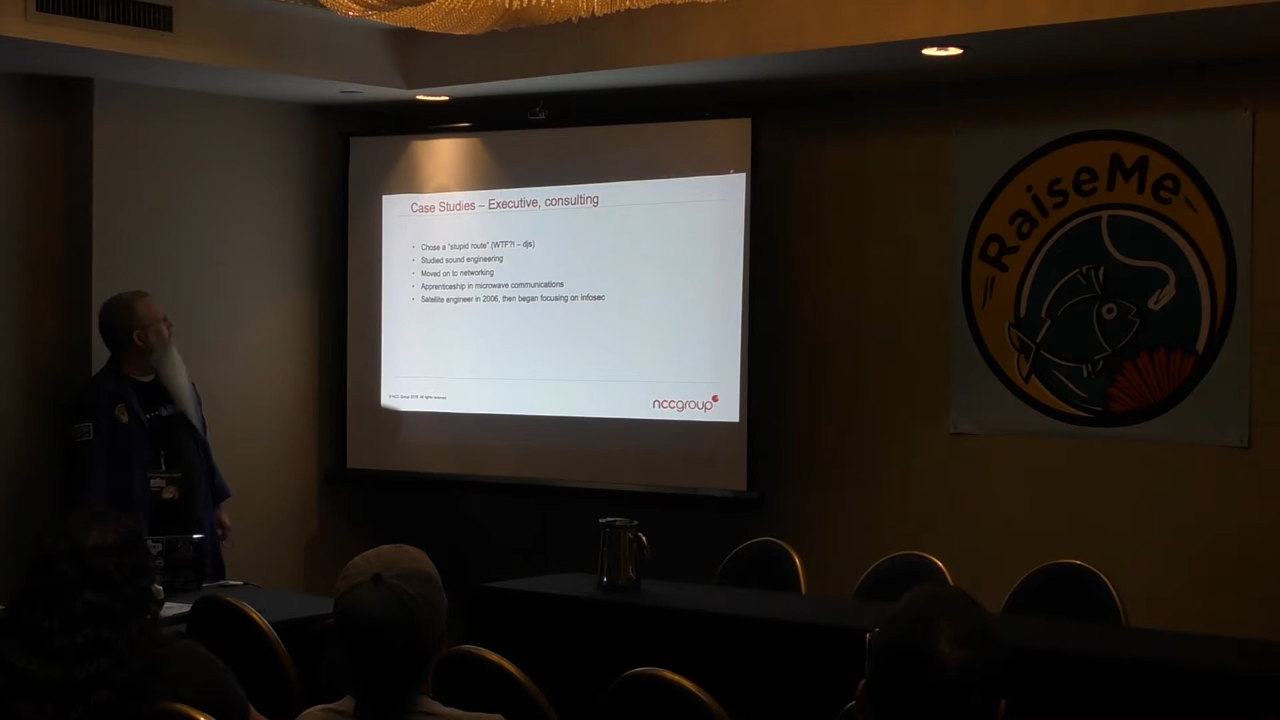 Case Studies – Executive, consulting
• Chose a "stupid route" (WTF?! – djs)
• Studied sound engineering
• Moved on to networking
• Apprenticeship in microwave communications
• Satellite engineer in 2006, then began focusing on infosec
nccgroup
RaiseMe